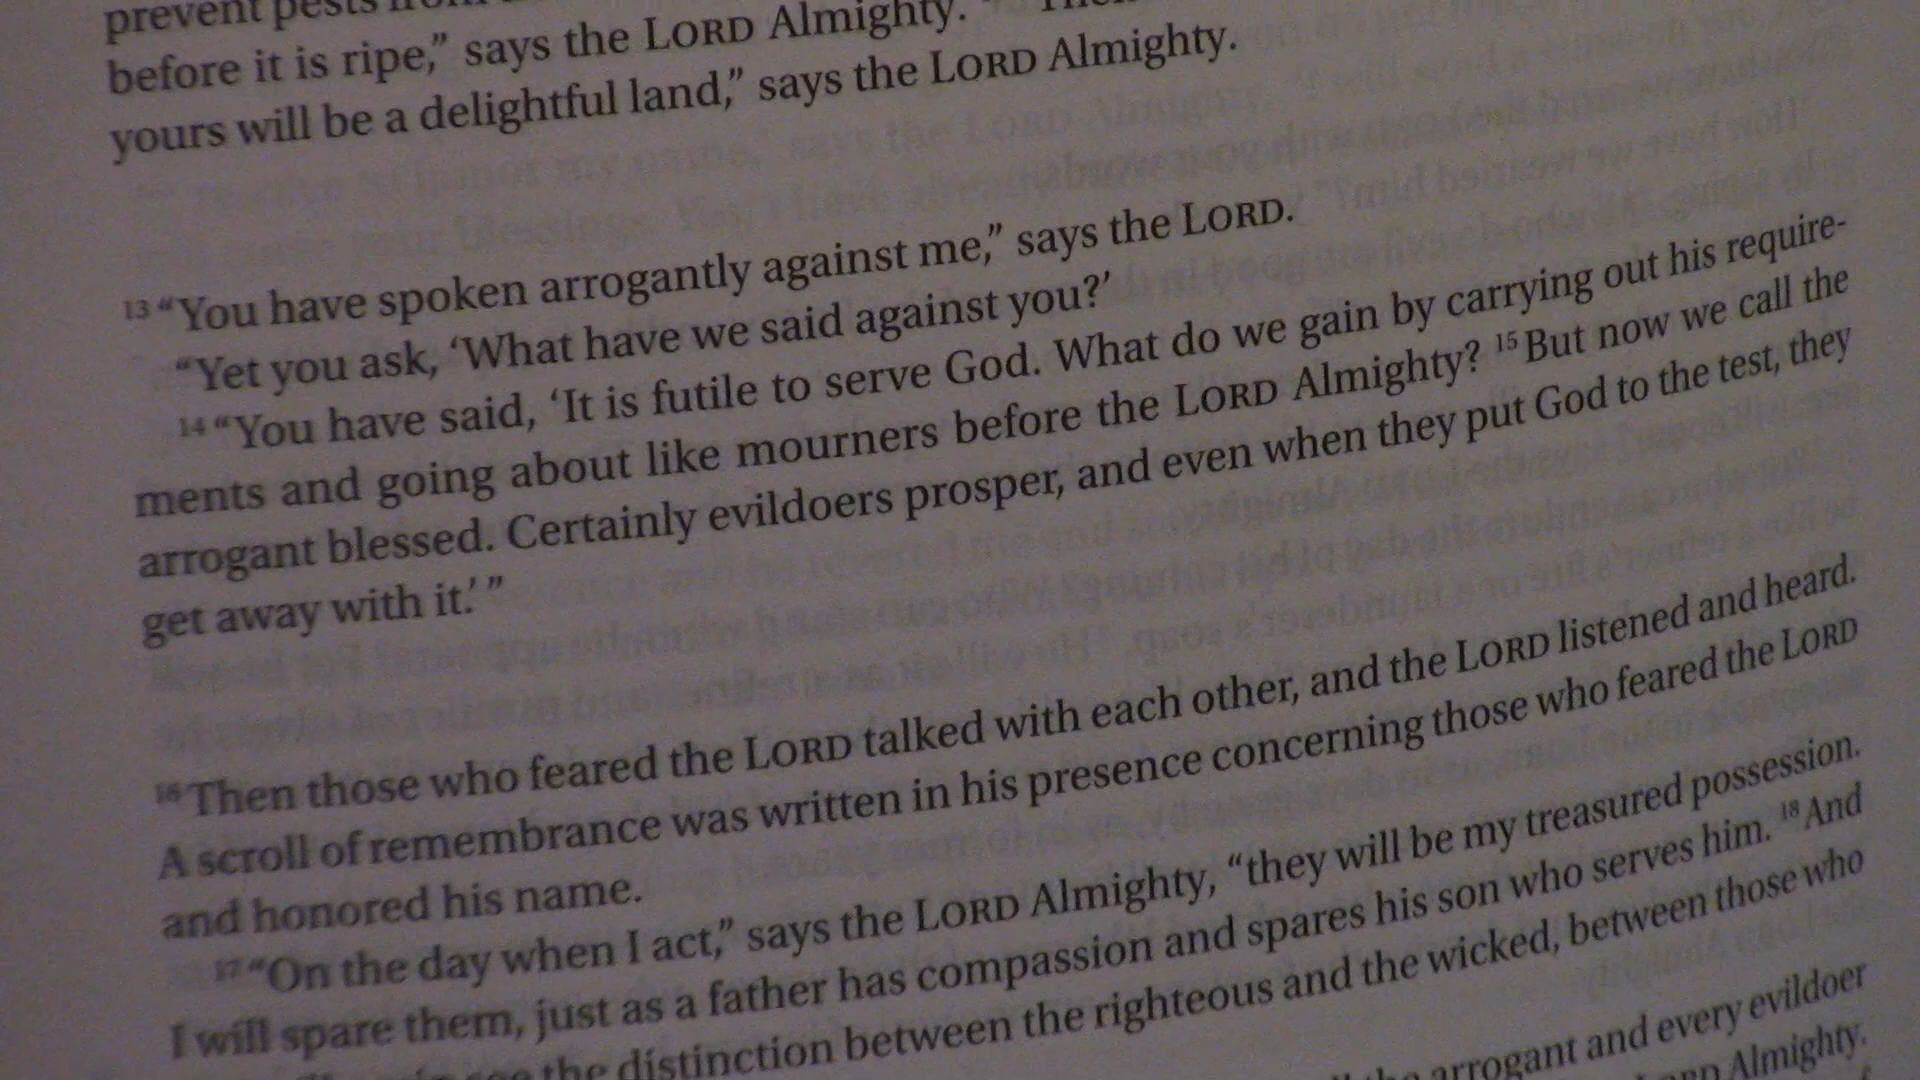 prevent pests
before it is ripe,” says the LORD Almighty.
yours will be a delightful land,” says the LORD Almighty.
13 “You have spoken arrogantly against me,” says the LORD.
“Yet you ask, ‘What have we said against you?’
14 “You have said, ‘It is futile to serve God. What do we gain by carrying out his require-
ments and going about like mourners before the LORD Almighty? 15 But now we call the
arrogant blessed. Certainly evildoers prosper, and even when they put God to the test, they
get away with it.’ ”
16 Then those who feared the LORD talked with each other, and the LORD listened and heard.
A scroll of remembrance was written in his presence concerning those who feared the LORD
and honored his name.
17 “On the day when I act,” says the LORD Almighty, “they will be my treasured possession.
I will spare them, just as a father has compassion and spares his son who serves him. 18 And
the distinction between the righteous and the wicked, between those who
arrogant and every evildoer
Almighty.